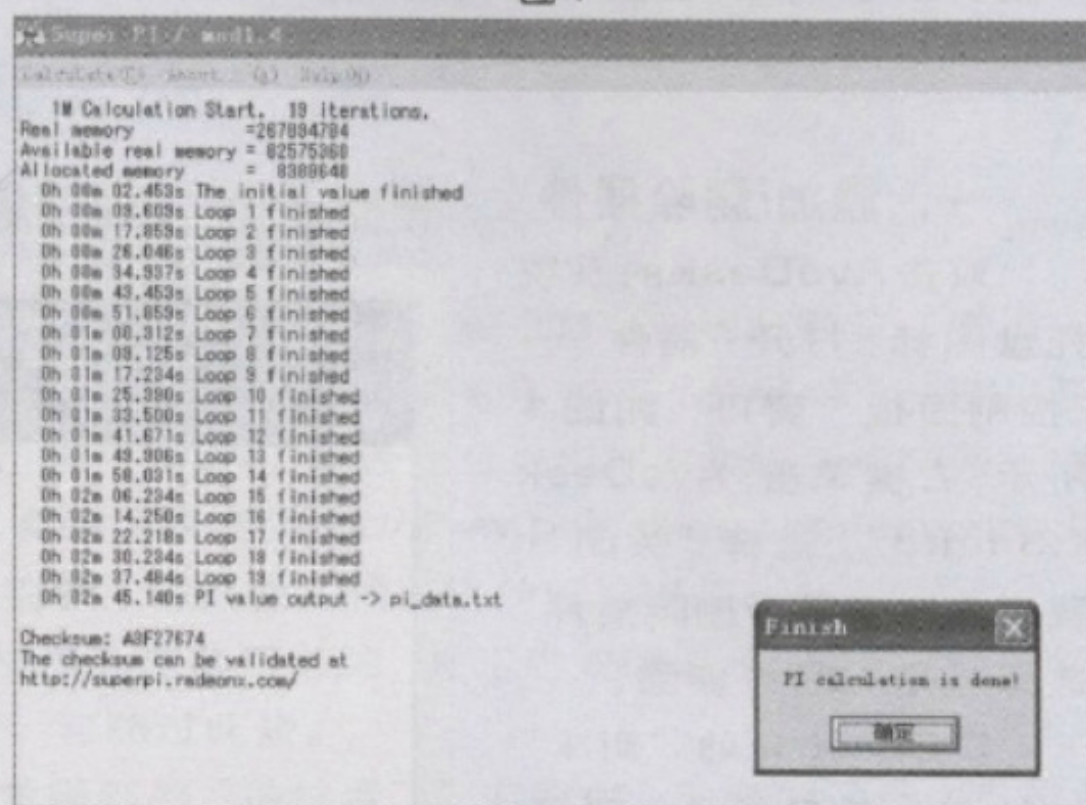 Super PI / mod1.4
1M Calculation Start. 19 iterations.
Real memory =267894784
Available real memory = 82575360
Allocated memory = 8388648
0h 00m 02.453s The initial value finished
0h 00m 09.609s Loop 1 finished
0h 00m 17.859s Loop 2 finished
0h 00m 26.046s Loop 3 finished
0h 00m 34.937s Loop 4 finished
0h 00m 43.453s Loop 5 finished
0h 00m 51.859s Loop 6 finished
0h 01m 00.312s Loop 7 finished
0h 01m 09.125s Loop 8 finished
0h 01m 17.234s Loop 9 finished
0h 01m 25.390s Loop 10 finished
0h 01m 33.500s Loop 11 finished
0h 01m 41.671s Loop 12 finished
0h 01m 49.906s Loop 13 finished
0h 01m 58.031s Loop 14 finished
0h 02m 06.234s Loop 15 finished
0h 02m 14.250s Loop 16 finished
0h 02m 22.218s Loop 17 finished
0h 02m 30.234s Loop 18 finished
0h 02m 37.484s Loop 19 finished
0h 02m 45.140s PI value output -> pi_data.txt
Checksum: A9F27674
The checksum can be validated at
http://superpi.radeonx.com/
Finish
PI calculation is done!
确定